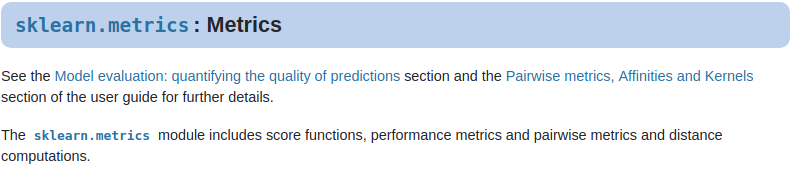 sklearn.metrics: Metrics
See the Model evaluation: quantifying the quality of predictions section and the Pairwise metrics, Affinities and Kernels
section of the user guide for further details.
The sklearn.metrics module includes score functions, performance metrics and pairwise metrics and distance
computations.